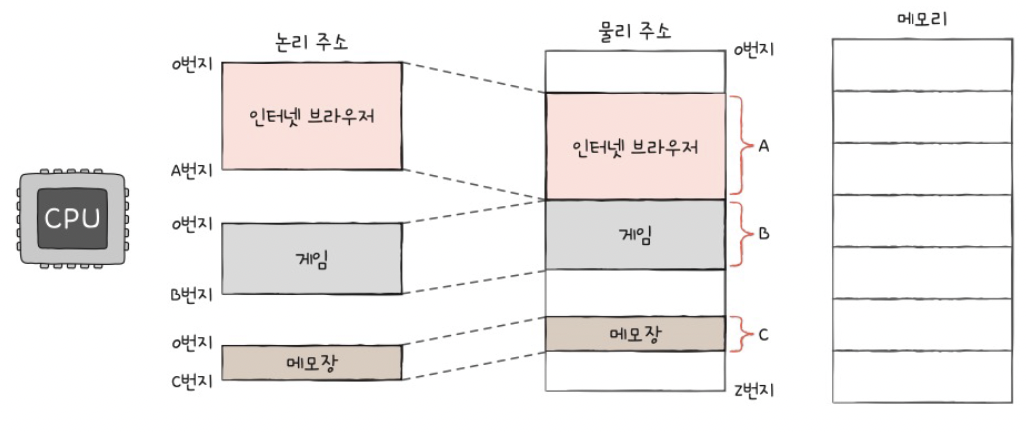 논리 주소
물리 주소
메모리
0번지
인터넷 브라우저
A번지
0번지
게임
B번지
0번지
메모장
C번지
CPU
0번지
인터넷 브라우저
A
게임
B
메모장
C
Z번지